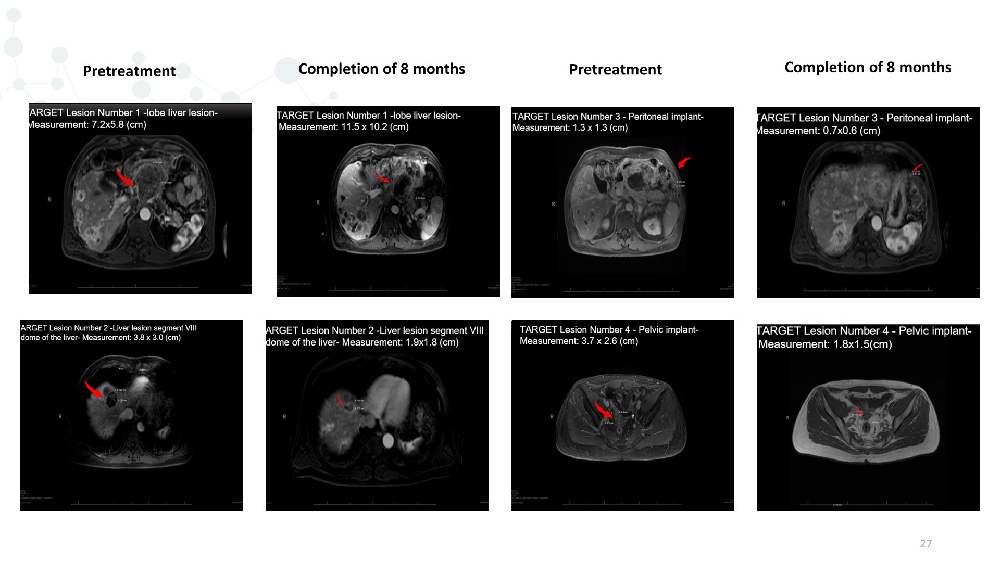 Pretreatment
Completion of 8 months
Pretreatment
Completion of 8 months
TARGET Lesion Number 1 -lobe liver lesion-
Measurement: 7.2x5.8 (cm)
R
TARGET Lesion Number 1 -lobe liver lesion-
Measurement: 11.5 x 10.2 (cm)
R
TARGET Lesion Number 3 - Peritoneal implant-
Measurement: 1.3 x 1.3 (cm)
R
TARGET Lesion Number 3 - Peritoneal implant-
Measurement: 0.7x0.6 (cm)
R
ARGET Lesion Number 2 -Liver lesion segment VIII
dome of the liver- Measurement: 3.8 x 3.0 (cm)
R
ARGET Lesion Number 2 -Liver lesion segment VIII
dome of the liver- Measurement: 1.9x1.8 (cm)
R
TARGET Lesion Number 4 - Pelvic implant-
Measurement: 3.7 x 2.6 (cm)
R
TARGET Lesion Number 4 - Pelvic implant-
Measurement: 1.8x1.5(cm)
R
27